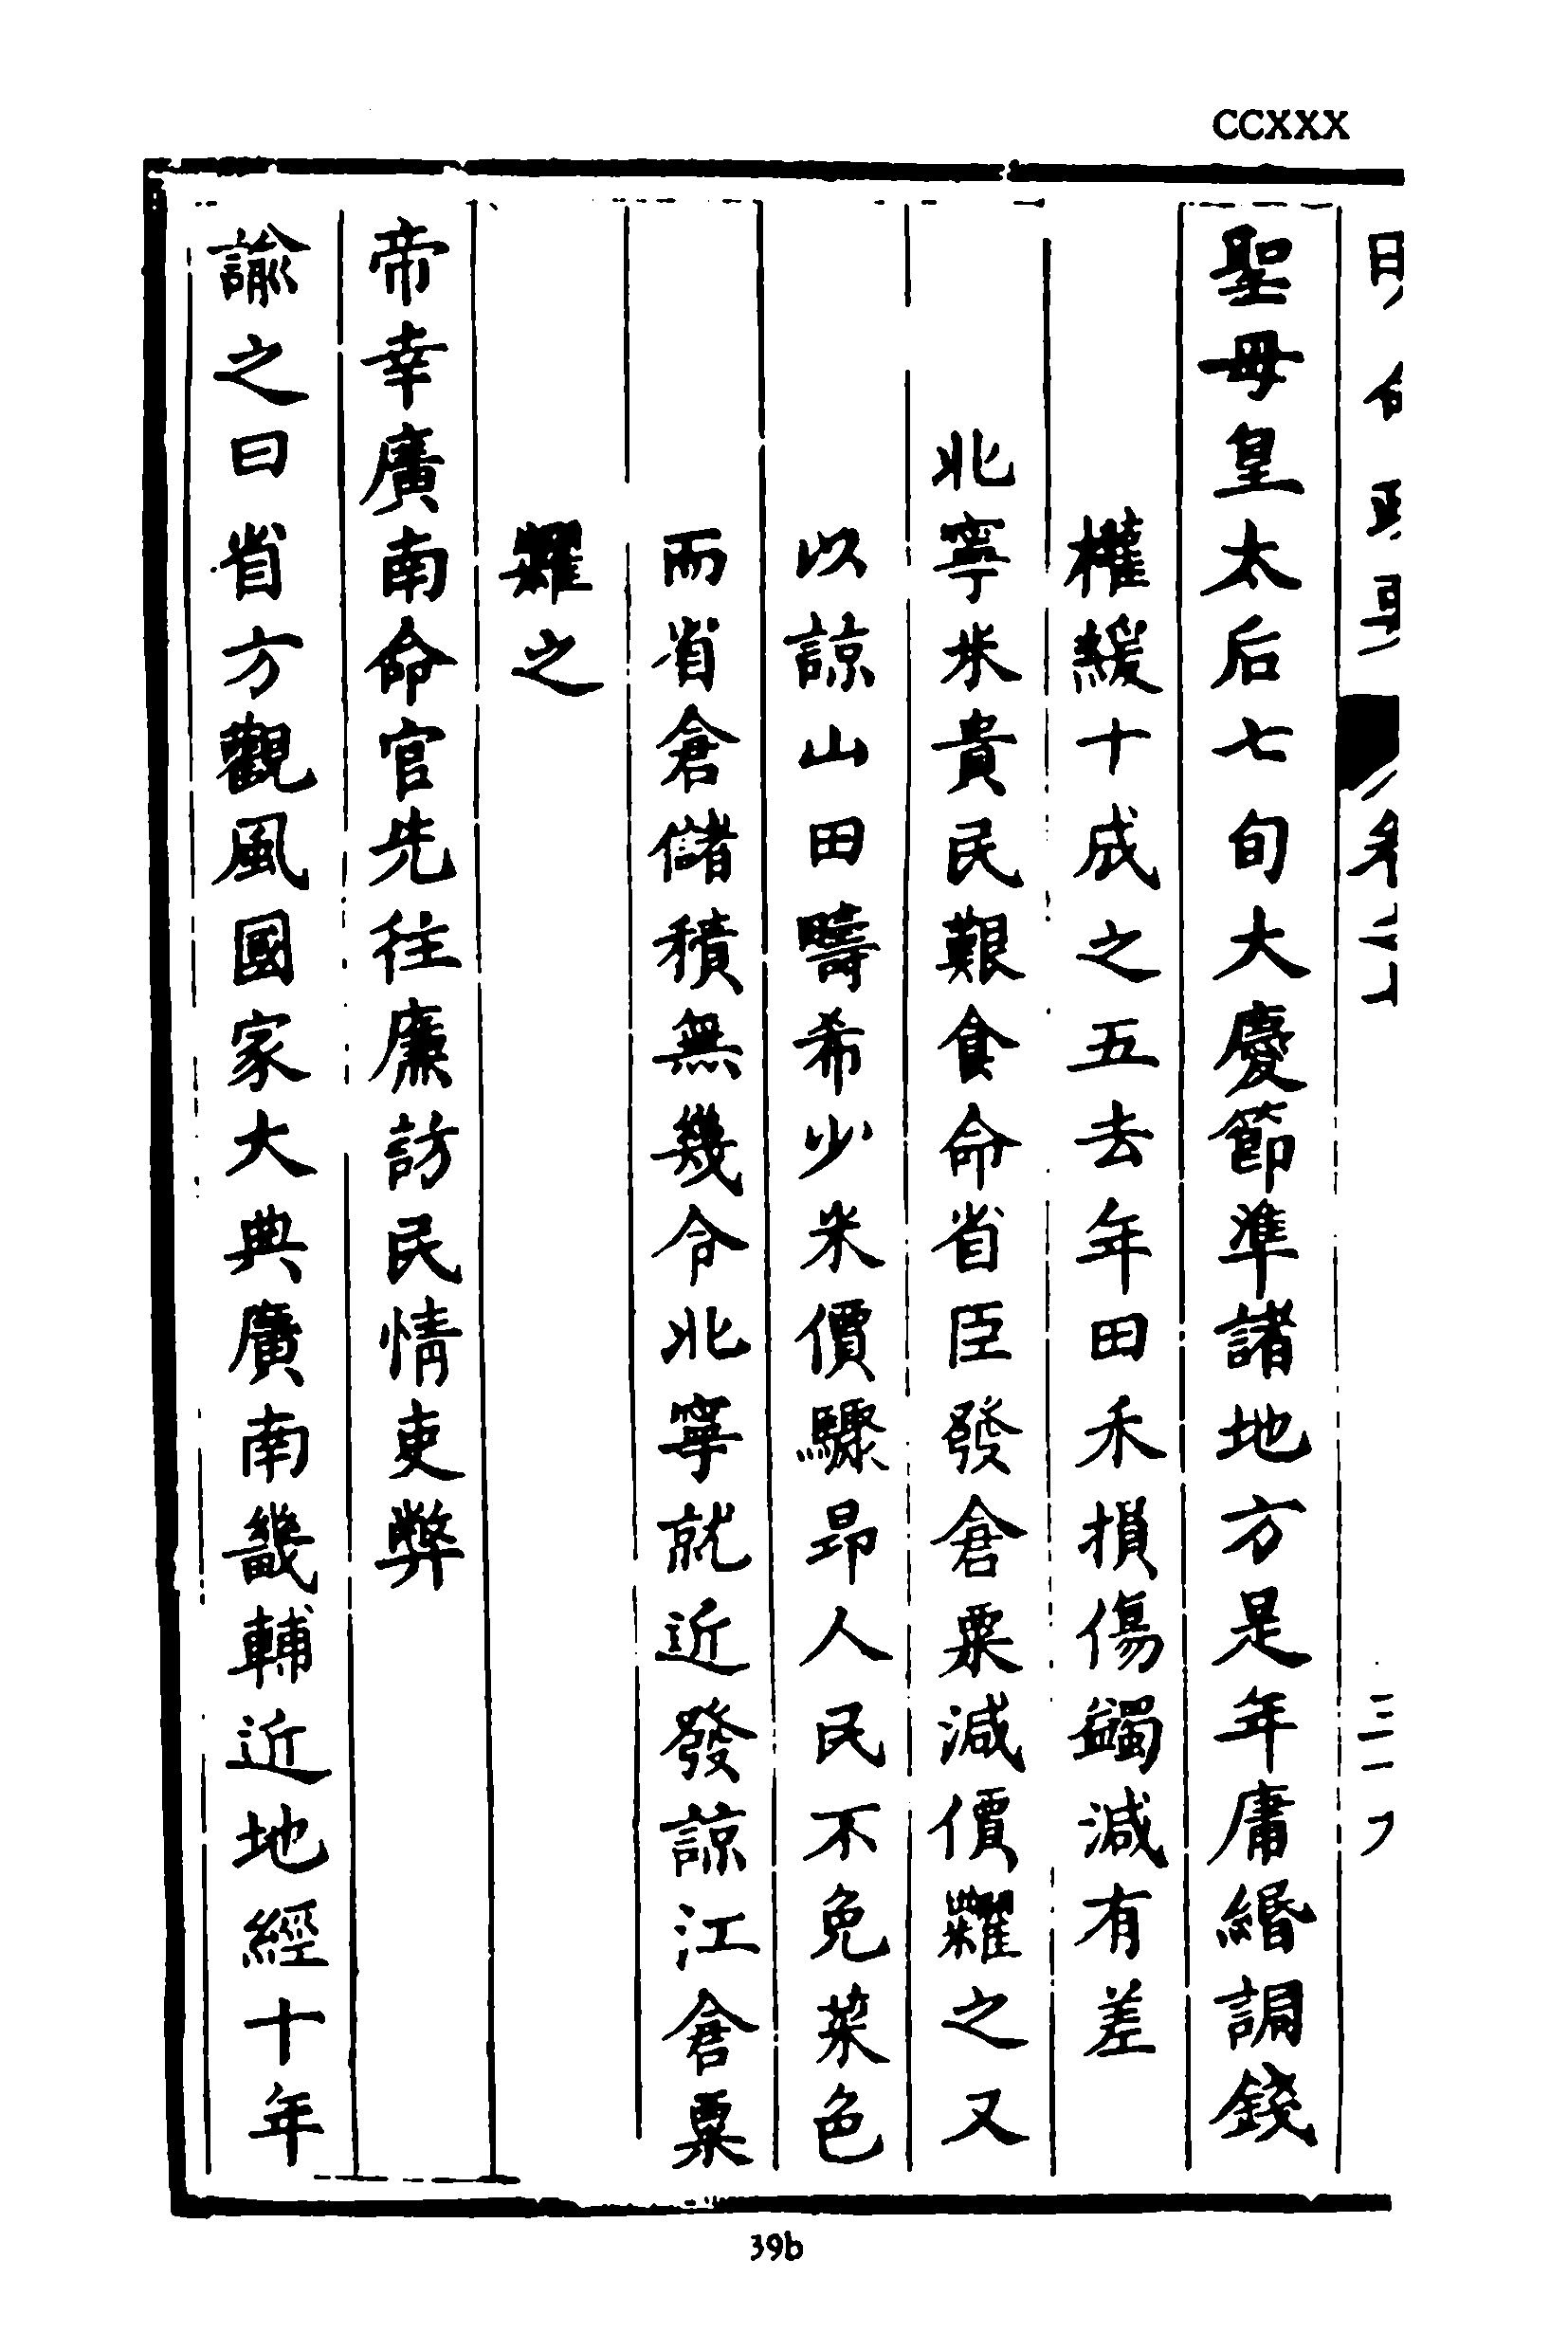 CCXXX
聖母皇太后七旬大慶節準諸地方是年庸緡調錢
權緩十成之五去年田禾損傷蠲減有差
北寧米貴民艱食命省臣發倉粟減價糶之又
以諒山田疇希少米價驟昂人民不免菜色
而省倉儲積無幾令北寧就近發諒江倉粟
糶之
帝幸廣南命官先往廉訪民情吏弊
諭之曰省方觀風國家大典廣南畿輔近地經十年
39b